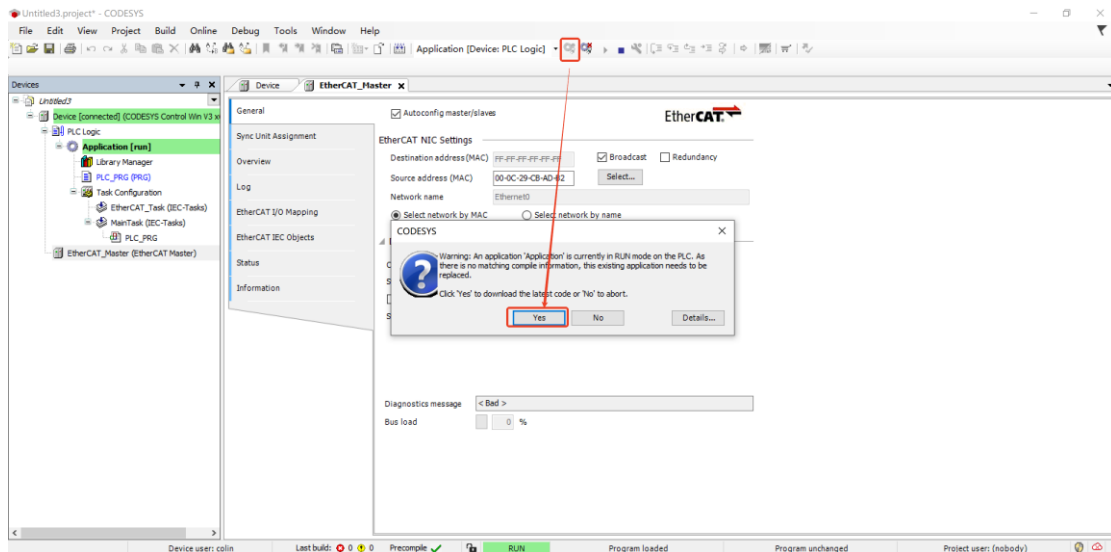 Untitled3.project* - CODESYS
File Edit View Project Build Online Debug Tools Window Help
Application [Device: PLC Logic]
Devices
Device
EtherCAT_Master
Untitled3
Device [connected] (CODESYS Control Win V3 x
PLC Logic
Application [run]
Library Manager
PLC_PRG (PRG)
Task Configuration
EtherCAT_Task (IEC-Tasks)
MainTask (IEC-Tasks)
PLC_PRG
EtherCAT_Master (EtherCAT Master)
General
Sync Unit Assignment
Overview
Log
EtherCAT I/O Mapping
EtherCAT IEC Objects
Status
Information
Autoconfig master/slaves
EtherCAT
EtherCAT NIC Settings
Destination address (MAC) FF-FF-FF-FF-FF-FF Broadcast Redundancy
Source address (MAC) 00-0C-29-CB-AD-02 Select...
Network name Ethernet0
Select network by MAC Select network by name
CODESYS
Warning: An application 'Application' is currently in RUN mode on the PLC. As
there is no matching compile information, this existing application needs to be
replaced.
Click 'Yes' to download the latest code or 'No' to abort.
Yes No Details...
Diagnostics message < Bad >
Bus load 0 %
Device user: colin Last build: 0 0 Precompile RUN Program loaded Program unchanged Project user: (nobody)